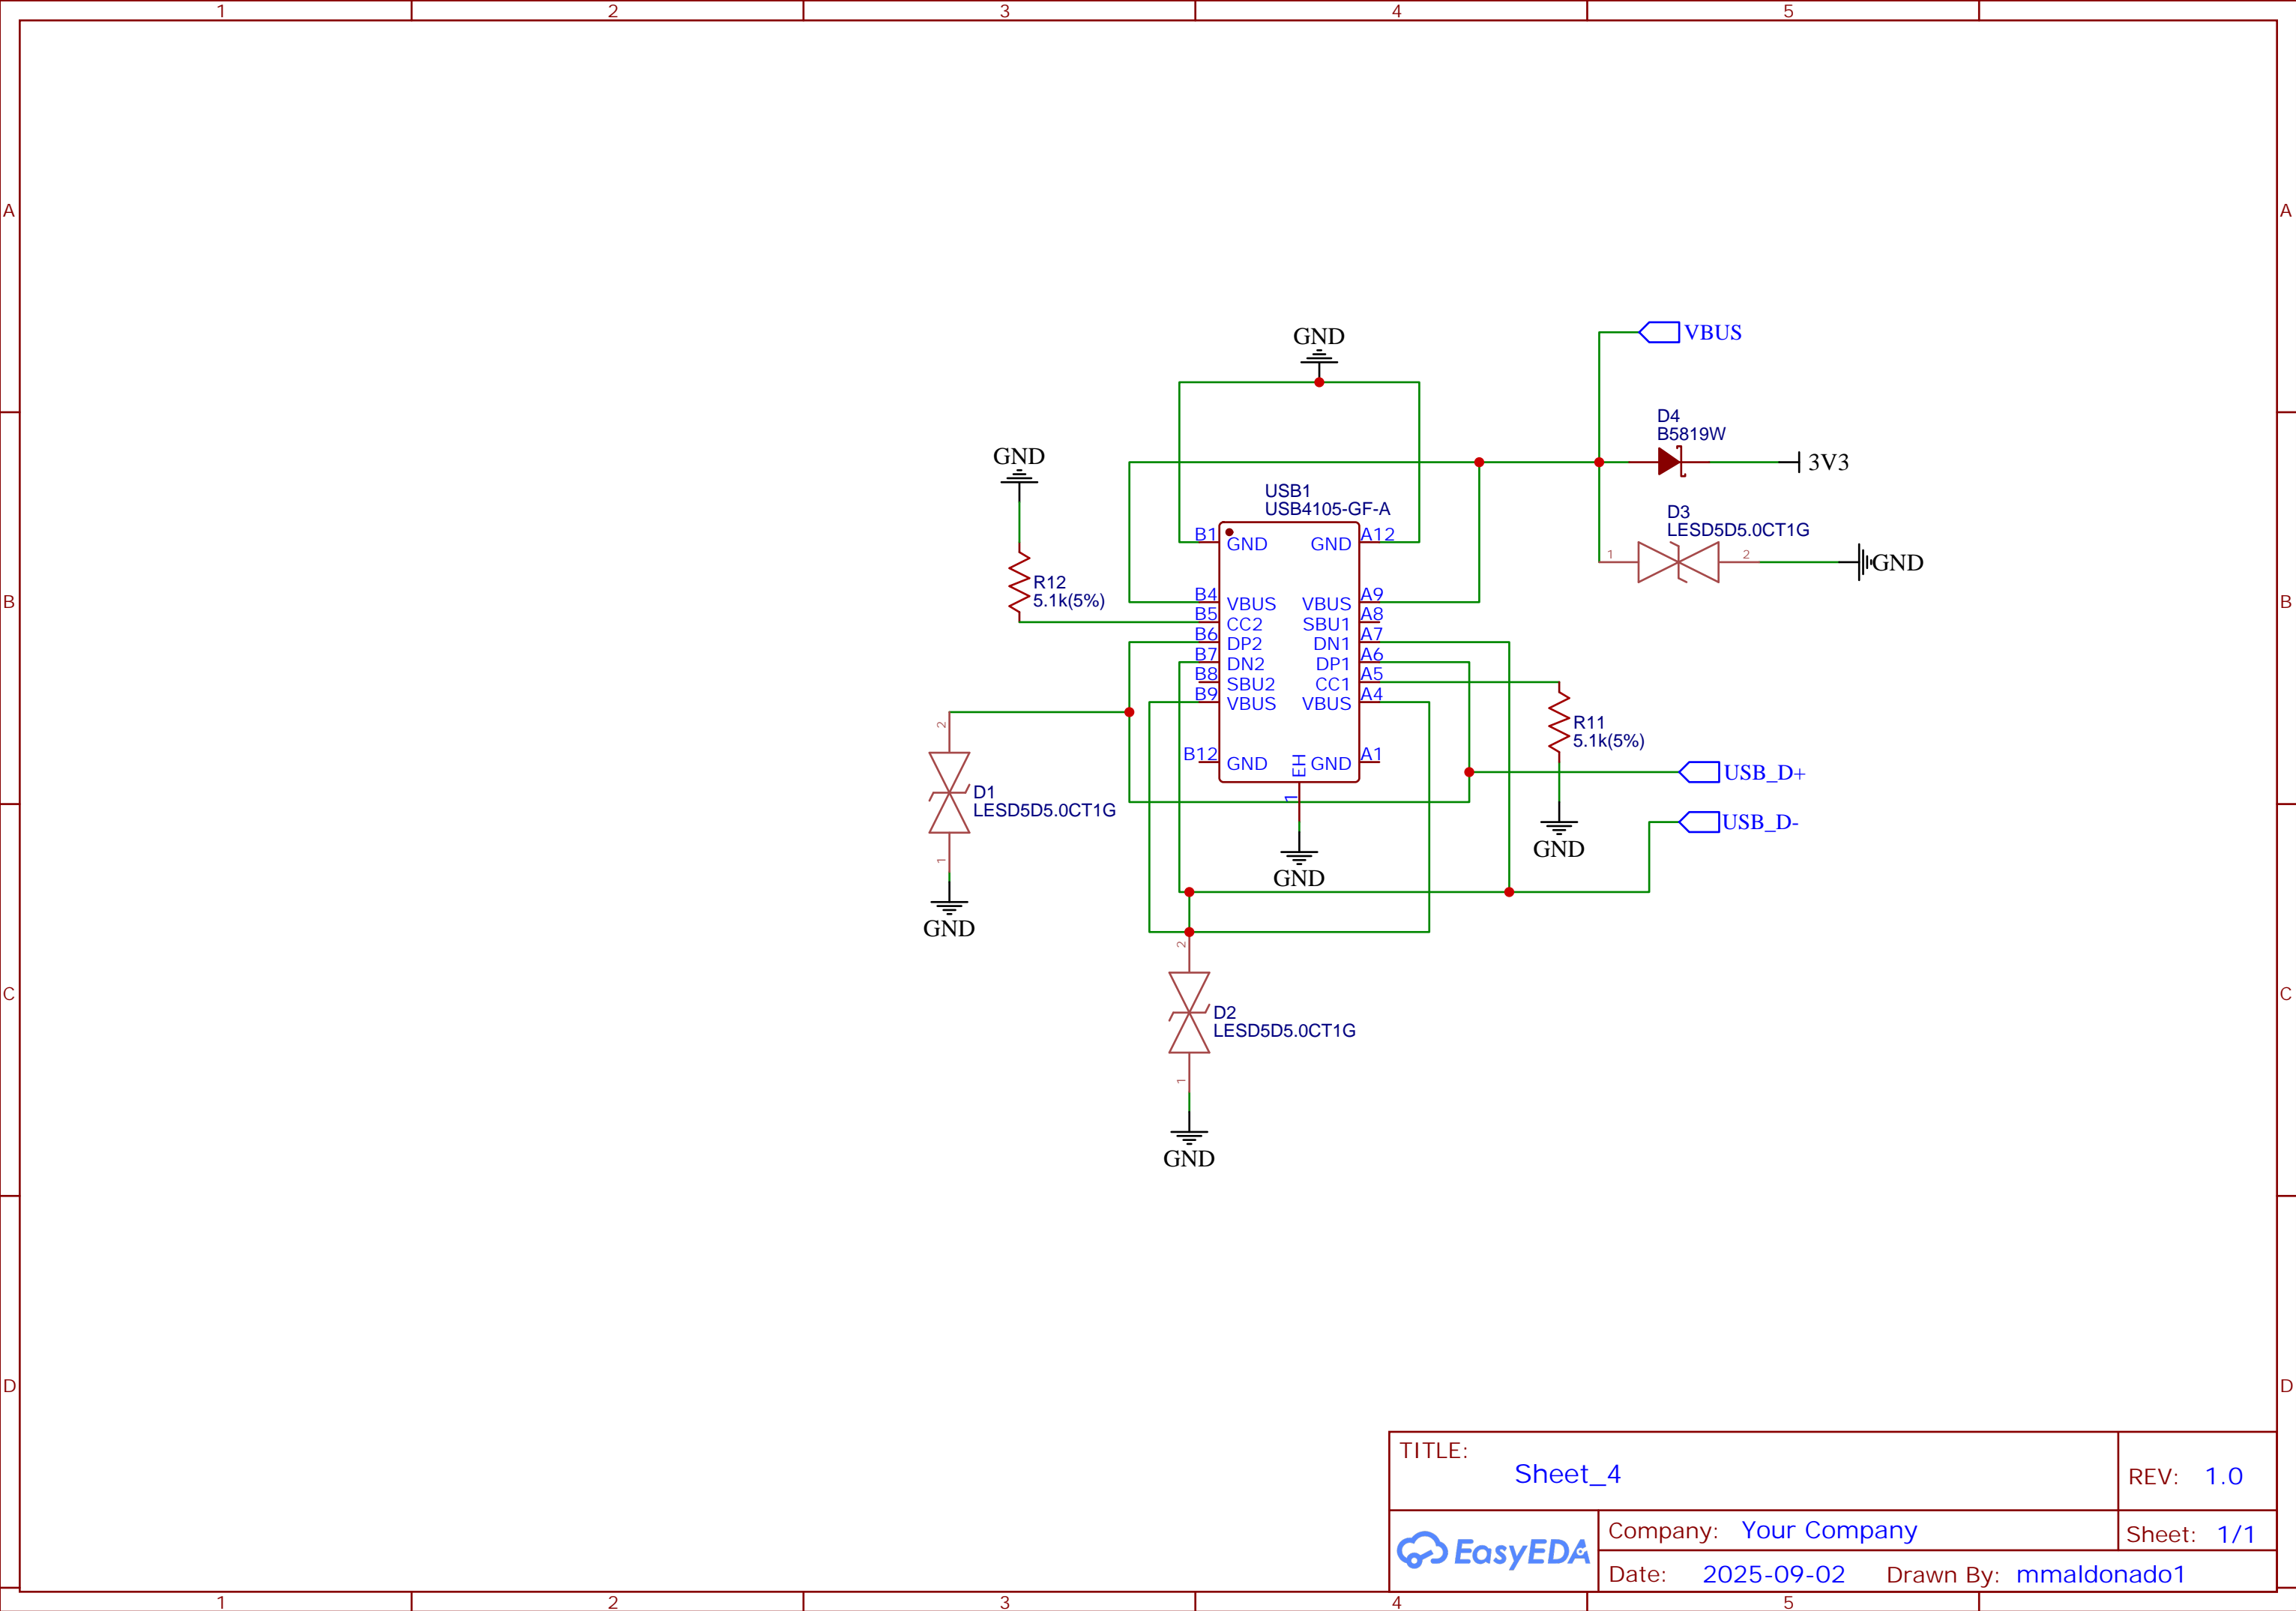 1 2 3 4 5
A A
GND
VBUS
D4
B5819W
GND
3V3
USB1
USB4105-GF-A
D3
LESD5D5.0CT1G
B1 GND GND A12
1 2 GND
R12
5.1k(5%)
B B
B4 VBUS VBUS A9
B5 CC2 SBU1 A8
B6 DP2 DN1 A7
B7 DN2 DP1 A6
B8 SBU2 CC1 A5
B9 VBUS VBUS A4
2
R11
5.1k(5%)
B12 GND EH GND A1
USB_D+
D1
LESD5D5.0CT1G
1
USB_D-
1
GND
GND
GND
2
C C
D2
LESD5D5.0CT1G
1
GND
D D
TITLE:
Sheet_4
REV: 1.0
EasyEDA
Company: Your Company
Sheet: 1/1
Date: 2025-09-02 Drawn By: mmaldonado1
1 2 3 4 5